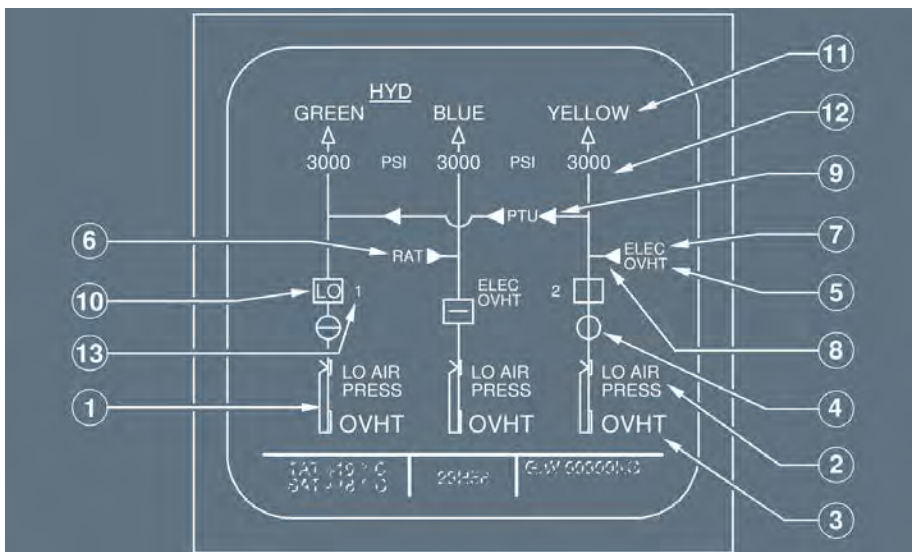 HYD
GREEN BLUE YELLOW
3000 PSI 3000 PSI 3000
PTU
RAT
ELEC
OVHT
LO 1
ELEC
OVHT
2
LO AIR
PRESS
OVHT
LO AIR
PRESS
LO AIR
PRESS
OVHT
11
12
9
7
5
8
4
2
3
6
10
13
1